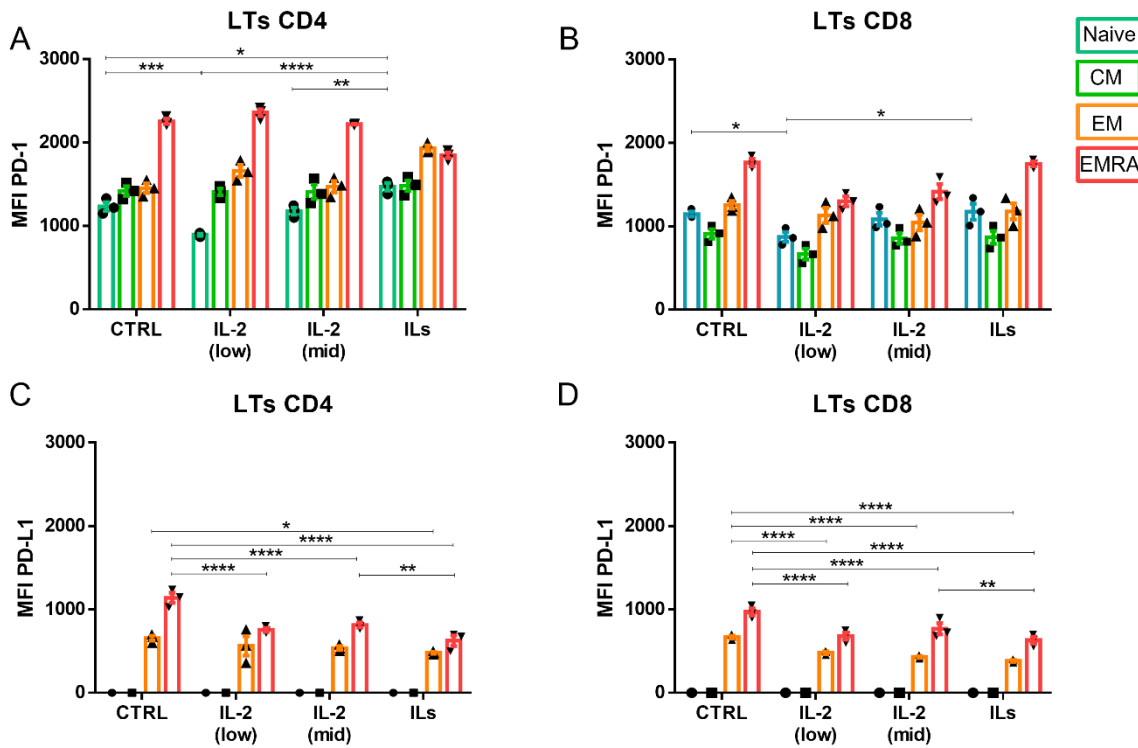 A
LTs CD4
MFI PD-1
3000
2000
1000
0
*
*** ****
**
CTRL IL-2 IL-2 ILs
(low) (mid)
B
LTs CD8
MFI PD-1
3000
2000
1000
0
* *
CTRL IL-2 IL-2 ILs
(low) (mid)
Naive
CM
EM
EMRA
C
LTs CD4
MFI PD-L1
3000
2000
1000
0
*
****
****
**** **
CTRL IL-2 IL-2 ILs
(low) (mid)
D
LTs CD8
MFI PD-L1
3000
2000
1000
0
****
****
****
****
****
**** **
CTRL IL-2 IL-2 ILs
(low) (mid)